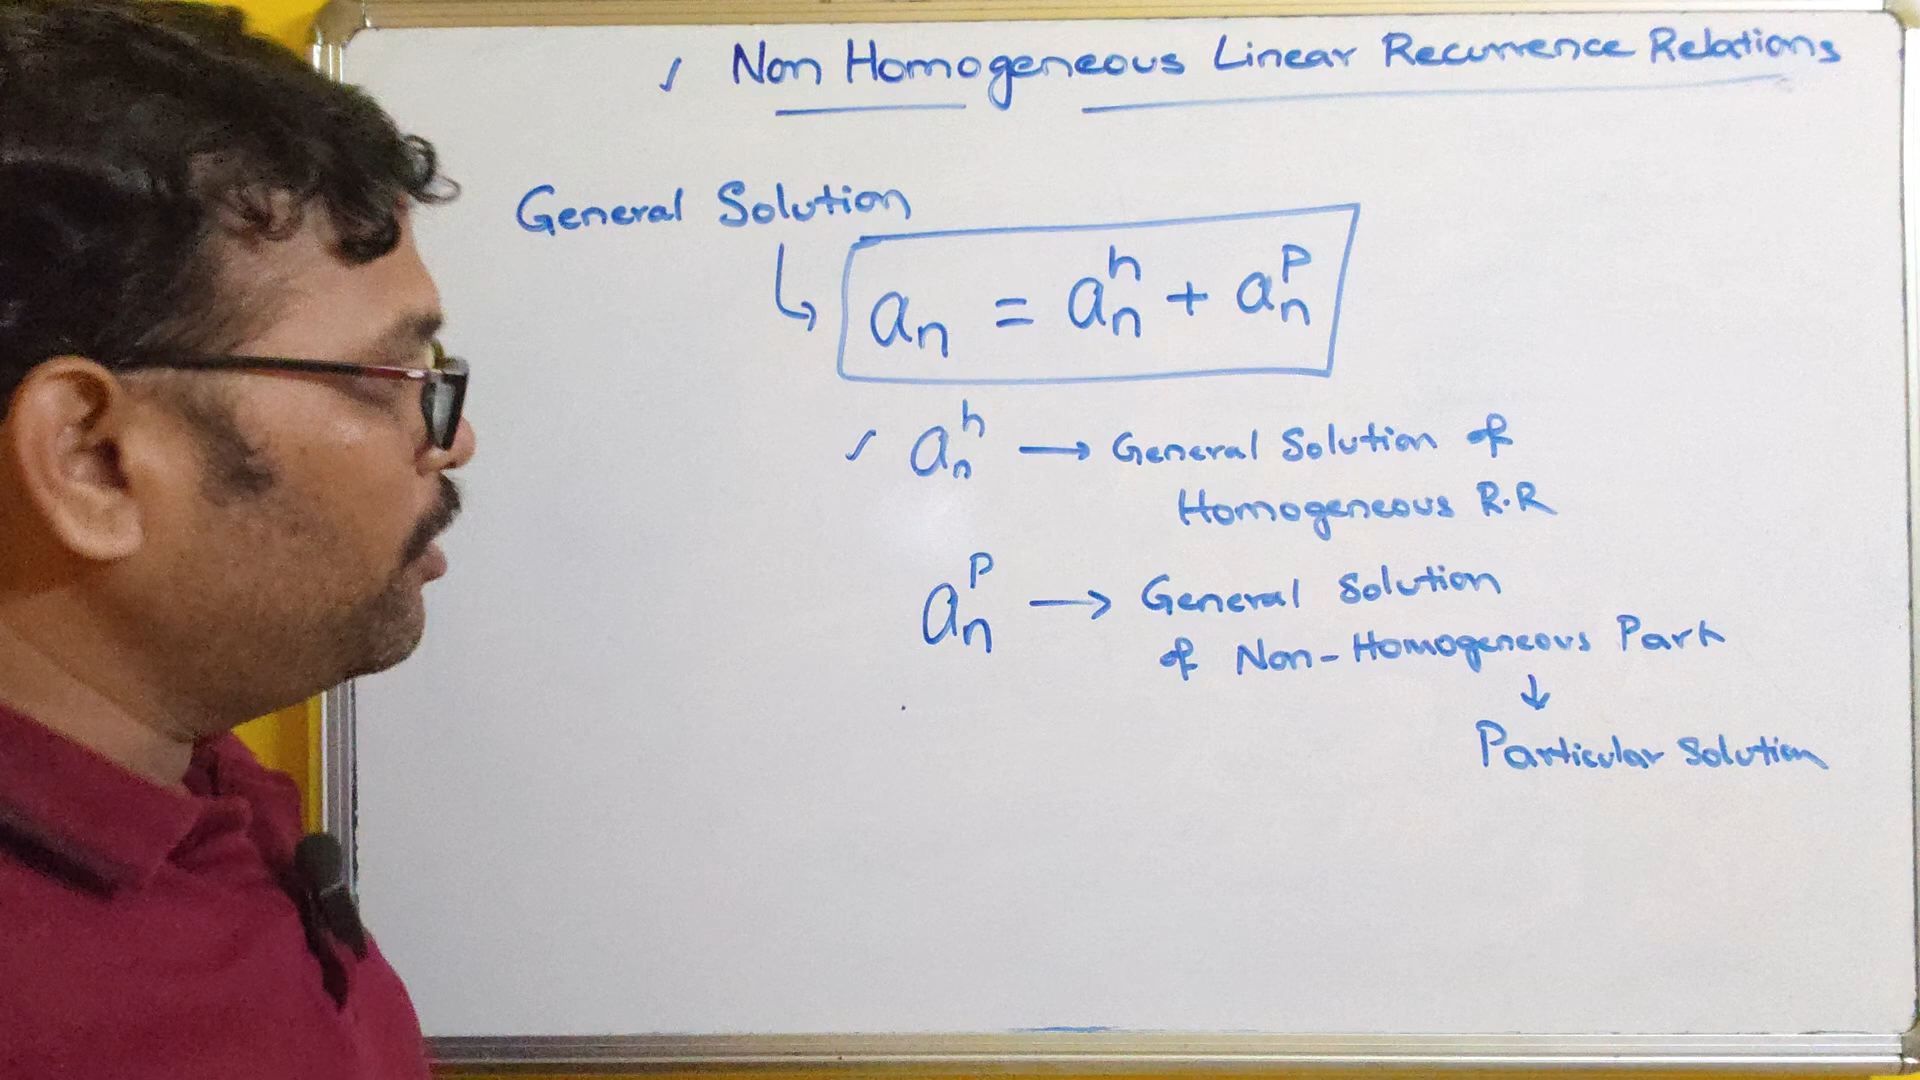 Non Homogeneous Linear Recurrence Relations
General Solution
aₙ = aₙʰ + aₙᵖ
aₙʰ → General Solution of
Homogeneous R.R
aₙᵖ → General Solution
of Non-Homogeneous Part
↓
Particular Solution